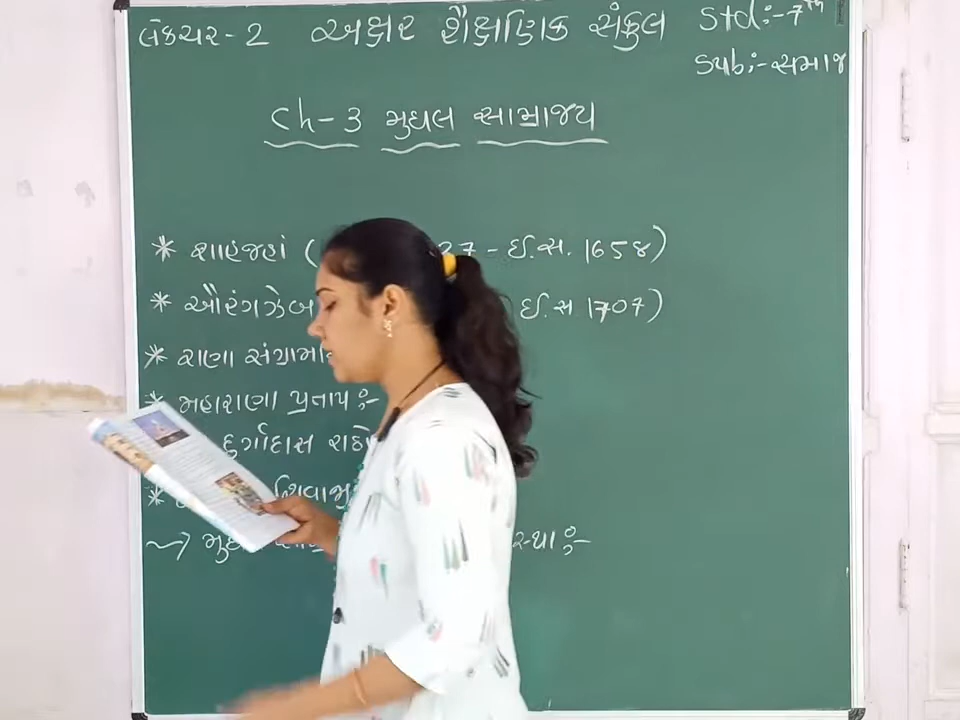 લેક્ચર - 2 અક્ષર શૈક્ષણિક સંકુલ Std:- 7th
Sub:- સમાજ
Ch - 3 મુઘલ સામ્રાજ્ય
* શાહજહાં ( 27 - ઈ.સ. 1658)
* ઔરંગઝેબ ઈ.સ 1707)
* રાણા
* મહારાણા પ્રતાપ :-
દુર્ગાદાસ
*
→ :-